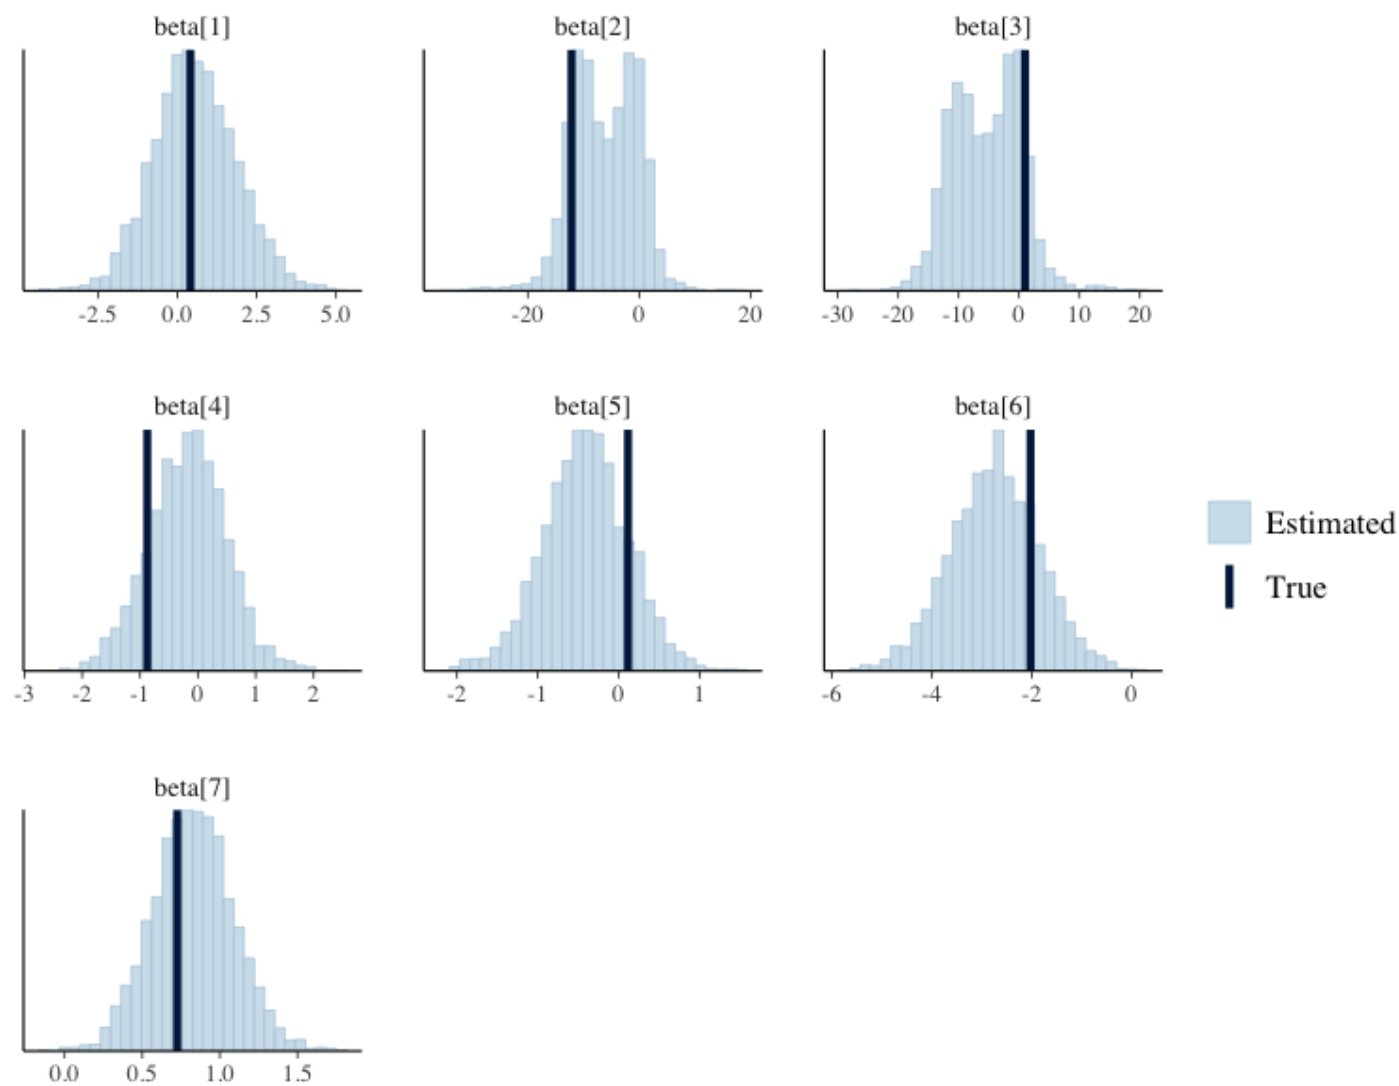 beta[1] beta[2] beta[3]
-2.5 0.0 2.5 5.0 -20 0 20 -30 -20 -10 0 10 20
beta[4] beta[5] beta[6]
-3 -2 -1 0 1 2 -2 -1 0 1 -6 -4 -2 0
Estimated
True
beta[7]
0.0 0.5 1.0 1.5